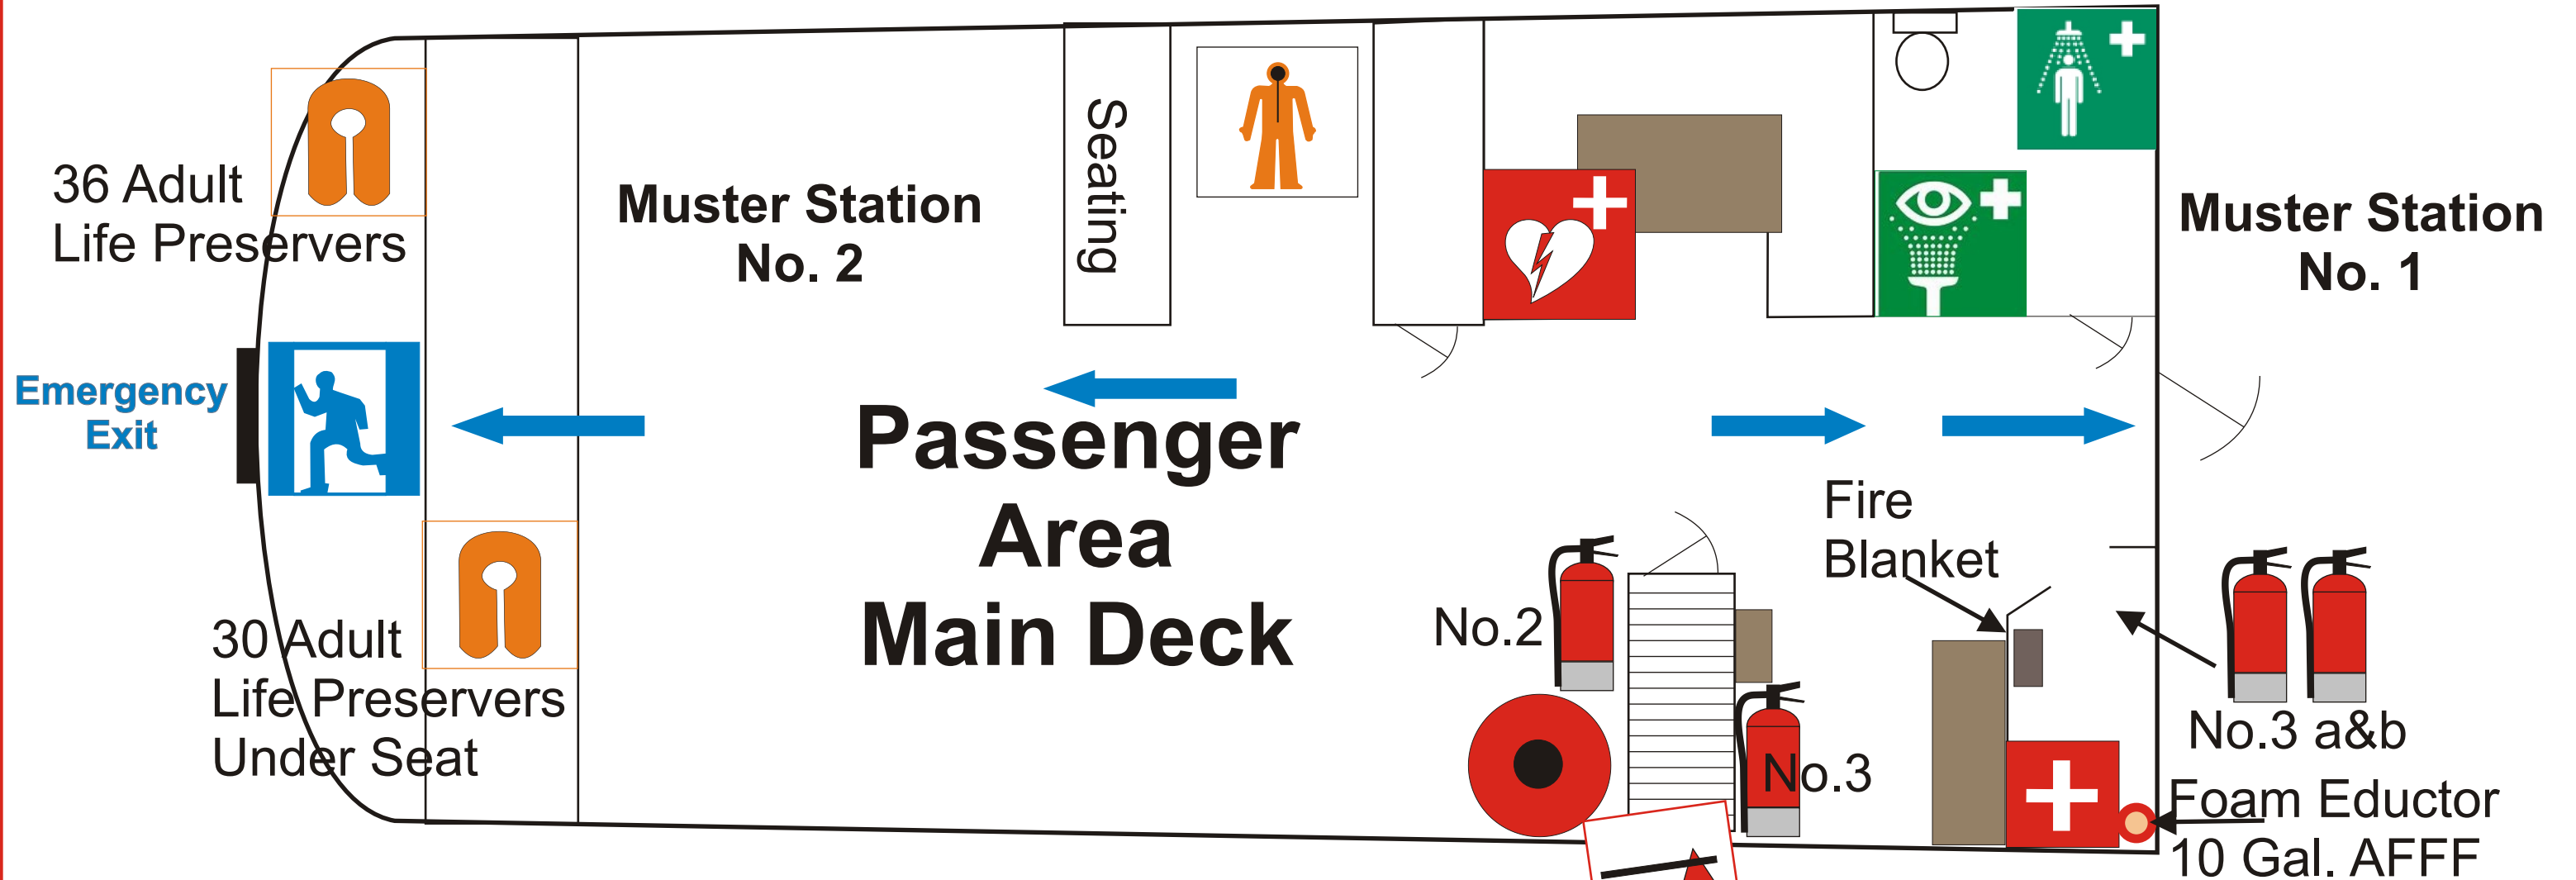 36 Adult
Life Preservers
Emergency
Exit
30 Adult
Life Preservers
Under Seat
Muster Station
No. 2
Seating
Passenger
Area
Main Deck
No.2
No.3
Fire
Blanket
Muster Station
No. 1
No.3 a&b
Foam Eductor
10 Gal. AFFF